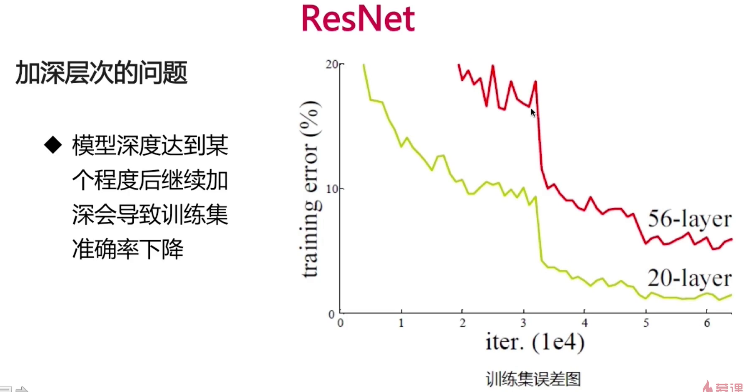 ResNet
加深层次的问题
模型深度达到某
个程度后继续加
深会导致训练集
准确率下降
training error (%)
20
10
0
56-layer
20-layer
0 1 2 3 4 5 6
iter. (1e4)
训练集误差图
慕课